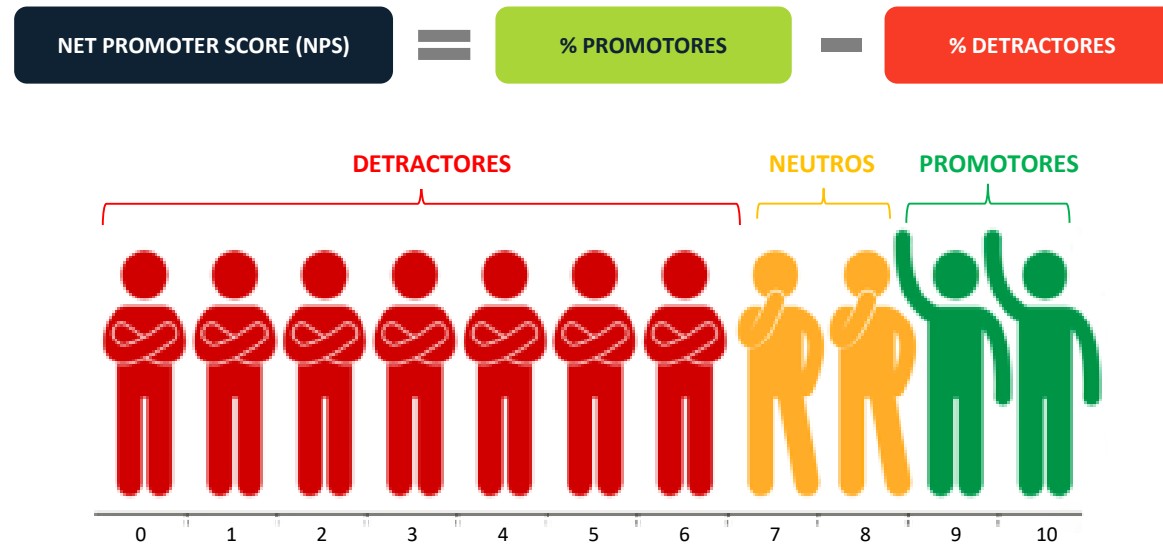 NET PROMOTER SCORE (NPS) = % PROMOTORES – % DETRACTORES
DETRACTORES NEUTROS PROMOTORES
0 1 2 3 4 5 6 7 8 9 10